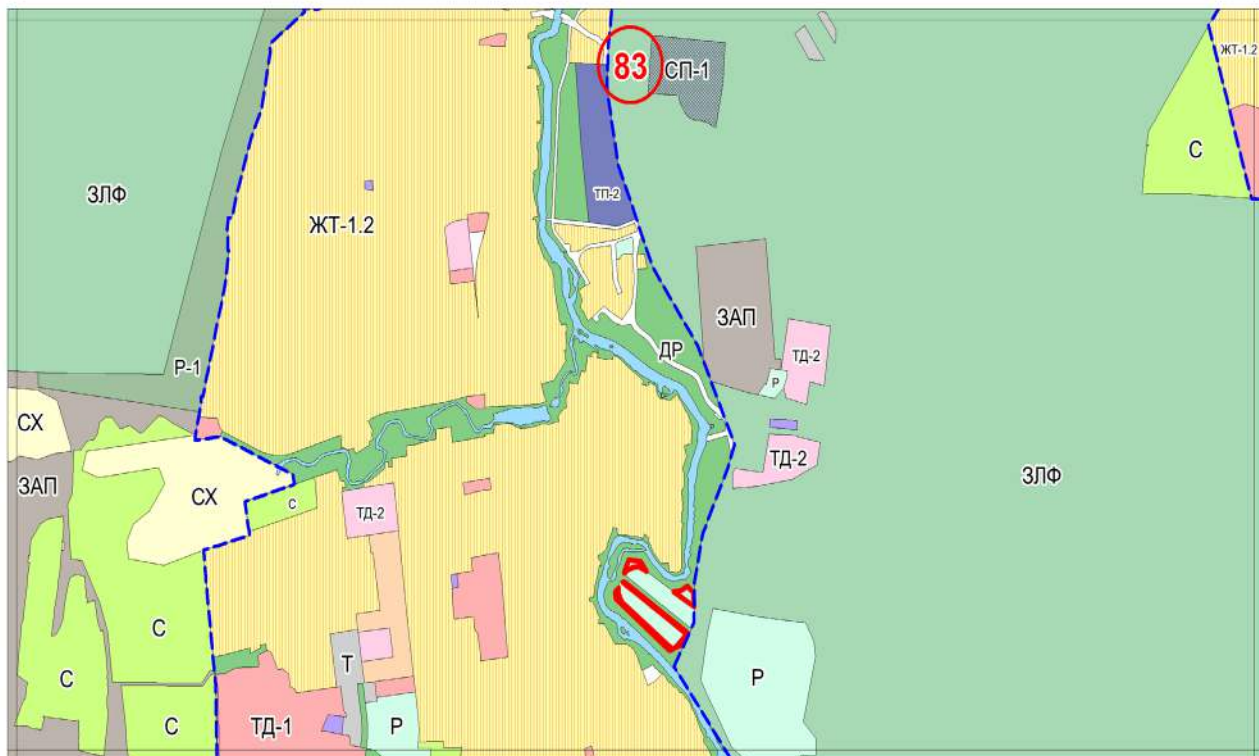 83
СП-1
ЖТ-1.2
С
ЗЛФ
ТП-2
ЖТ-1.2
ЗАП
ДР
ТД-2
Р-1
Р
СХ
ТД-2
ЗАП
СХ
ЗЛФ
С
ТД-2
С
Т
С
Р
ТД-1
Р
С